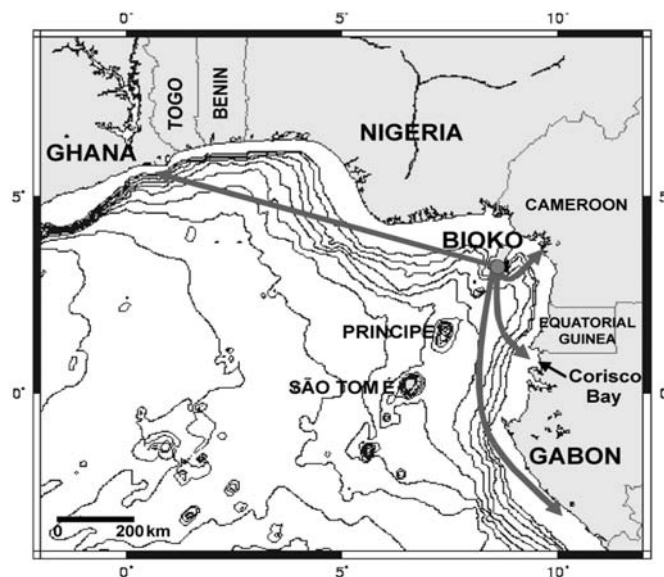 0°
5°
10°
TOGO
BENIN
NIGERIA
GHANA
5°
5°
CAMEROON
BIOKO
PRINCIPE
EQUATORIAL
GUINEA
SÃO TOMÉ
Corisco
Bay
0°
0°
GABON
0
200 km
0°
5°
10°